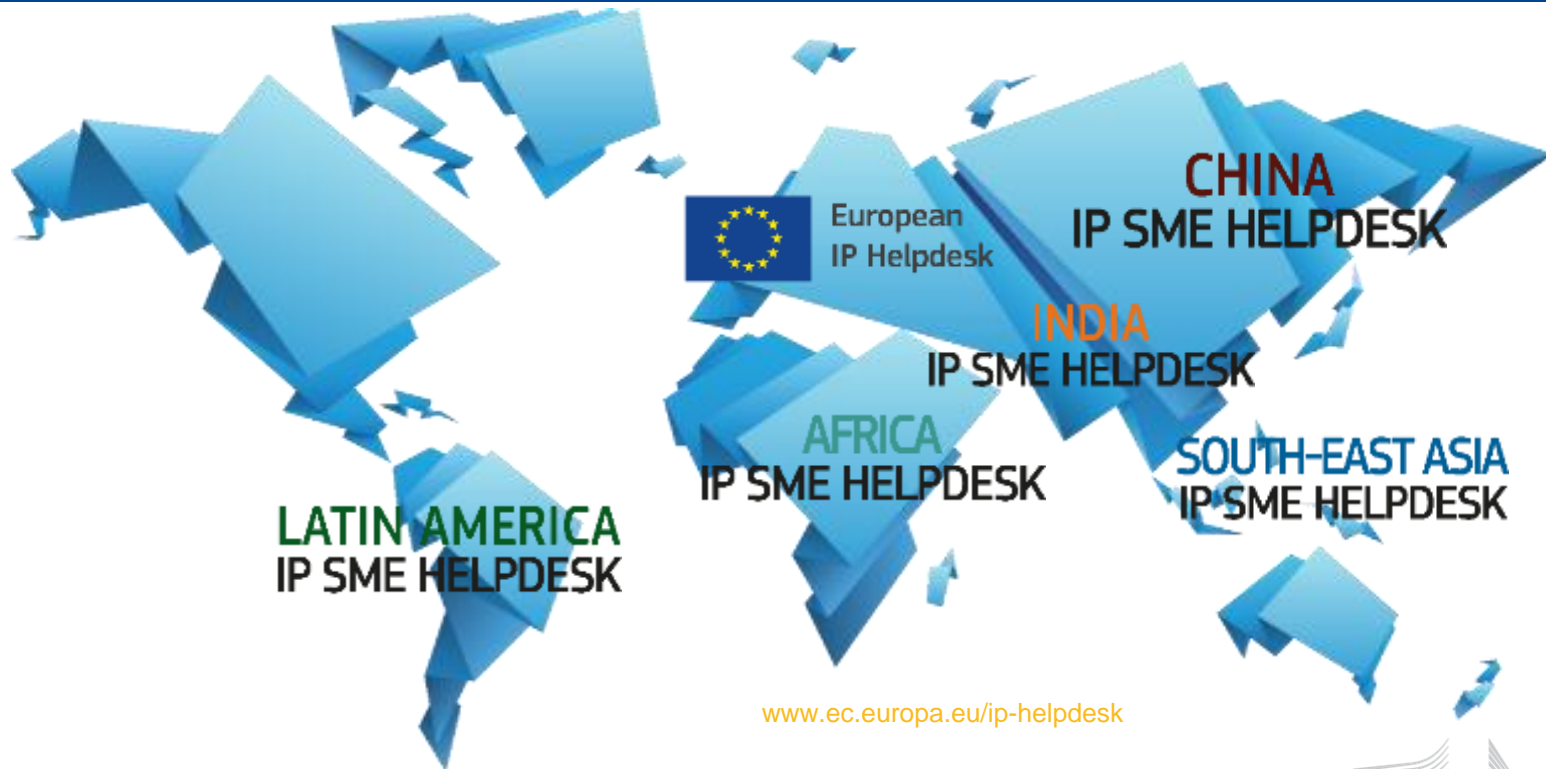 CHINA
IP SME HELPDESK
European
IP Helpdesk
INDIA
IP SME HELPDESK
AFRICA
IP SME HELPDESK
SOUTH-EAST ASIA
IP SME HELPDESK
LATIN AMERICA
IP SME HELPDESK
www.ec.europa.eu/ip-helpdesk